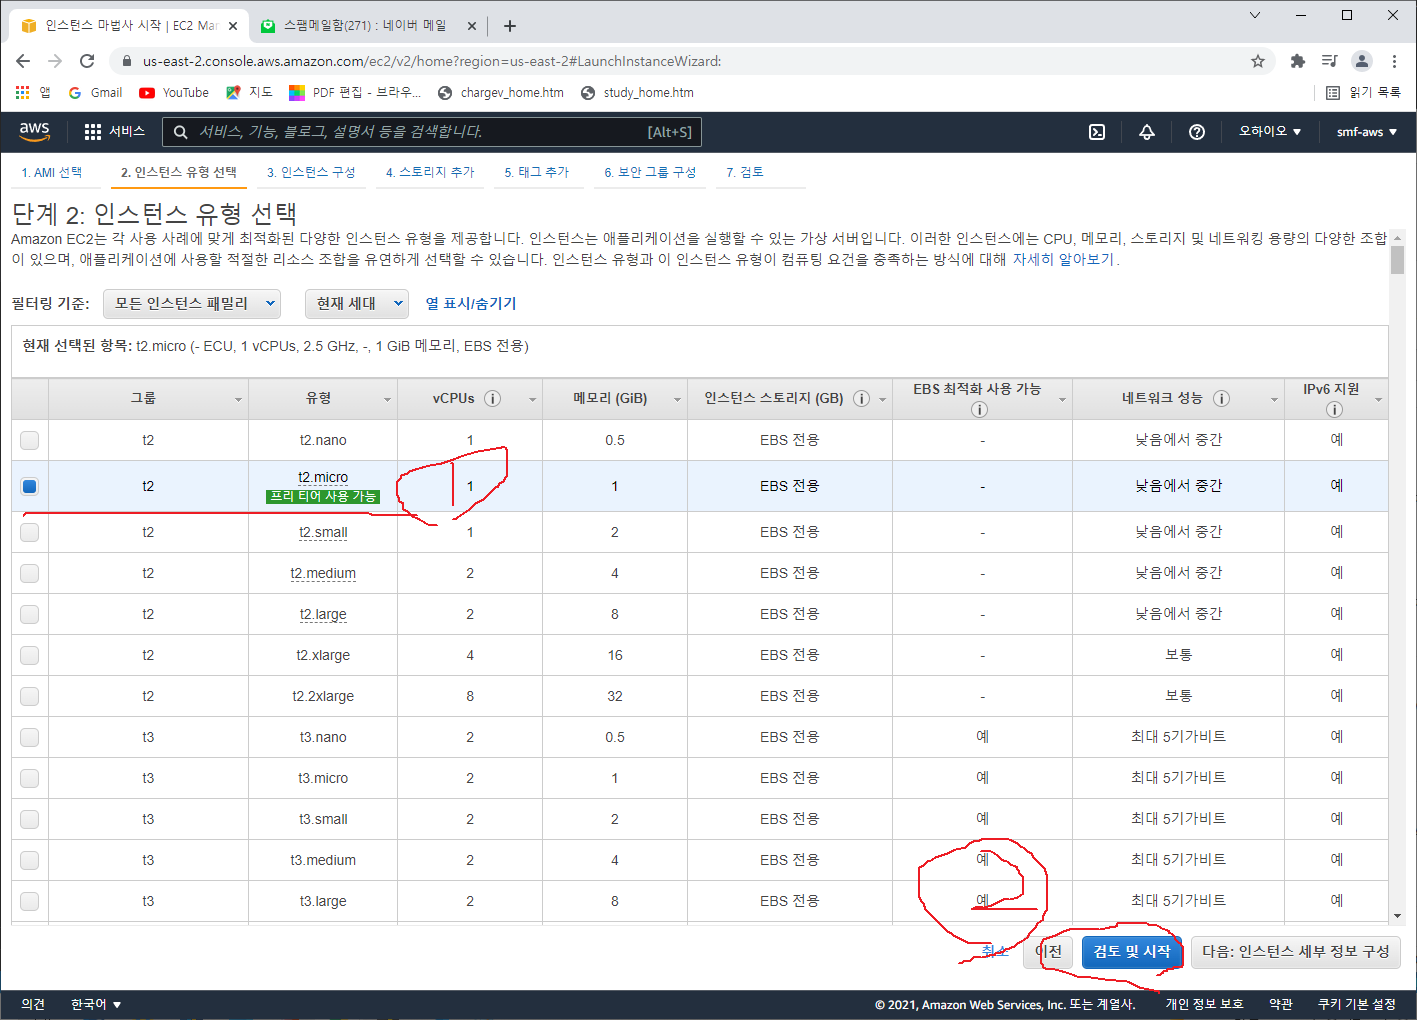 인스턴스 마법사 시작 | EC2 Mar
스팸메일함(271) : 네이버 메일
us-east-2.console.aws.amazon.com/ec2/v2/home?region=us-east-2#LaunchInstanceWizard:
앱 Gmail YouTube 지도 PDF 편집 - 브라우... chargev_home.htm study_home.htm 읽기 목록
aws 서비스 서비스, 기능, 블로그, 설명서 등을 검색합니다. [Alt+S] 오하이오 ▼ smf-aws ▼
1. AMI 선택 2. 인스턴스 유형 선택 3. 인스턴스 구성 4. 스토리지 추가 5. 태그 추가 6. 보안 그룹 구성 7. 검토
단계 2: 인스턴스 유형 선택
Amazon EC2는 각 사용 사례에 맞게 최적화된 다양한 인스턴스 유형을 제공합니다. 인스턴스는 애플리케이션을 실행할 수 있는 가상 서버입니다. 이러한 인스턴스에는 CPU, 메모리, 스토리지 및 네트워킹 용량의 다양한 조합
이 있으며, 애플리케이션에 사용할 적절한 리소스 조합을 유연하게 선택할 수 있습니다. 인스턴스 유형과 이 인스턴스 유형이 컴퓨팅 요건을 충족하는 방식에 대해 자세히 알아보기.
필터링 기준: 모든 인스턴스 패밀리 현재 세대 열 표시/숨기기
현재 선택된 항목: t2.micro (- ECU, 1 vCPUs, 2.5 GHz, -, 1 GiB 메모리, EBS 전용)
그룹 유형 vCPUs 메모리 (GiB) 인스턴스 스토리지 (GB) EBS 최적화 사용 가능 네트워크 성능 IPv6 지원
t2 t2.nano 1 0.5 EBS 전용 - 낮음에서 중간 예
t2 t2.micro 1 1 EBS 전용 - 낮음에서 중간 예
프리 티어 사용 가능
1
t2 t2.small 1 2 EBS 전용 - 낮음에서 중간 예
t2 t2.medium 2 4 EBS 전용 - 낮음에서 중간 예
t2 t2.large 2 8 EBS 전용 - 낮음에서 중간 예
t2 t2.xlarge 4 16 EBS 전용 - 보통 예
t2 t2.2xlarge 8 32 EBS 전용 - 보통 예
t3 t3.nano 2 0.5 EBS 전용 예 최대 5기가비트 예
t3 t3.micro 2 1 EBS 전용 예 최대 5기가비트 예
t3 t3.small 2 2 EBS 전용 예 최대 5기가비트 예
t3 t3.medium 2 4 EBS 전용 예 최대 5기가비트 예
t3 t3.large 2 8 EBS 전용 예 최대 5기가비트 예
2
취소 이전 검토 및 시작 다음: 인스턴스 세부 정보 구성
의견 한국어 ▼ © 2021, Amazon Web Services, Inc. 또는 계열사. 개인 정보 보호 약관 쿠키 기본 설정